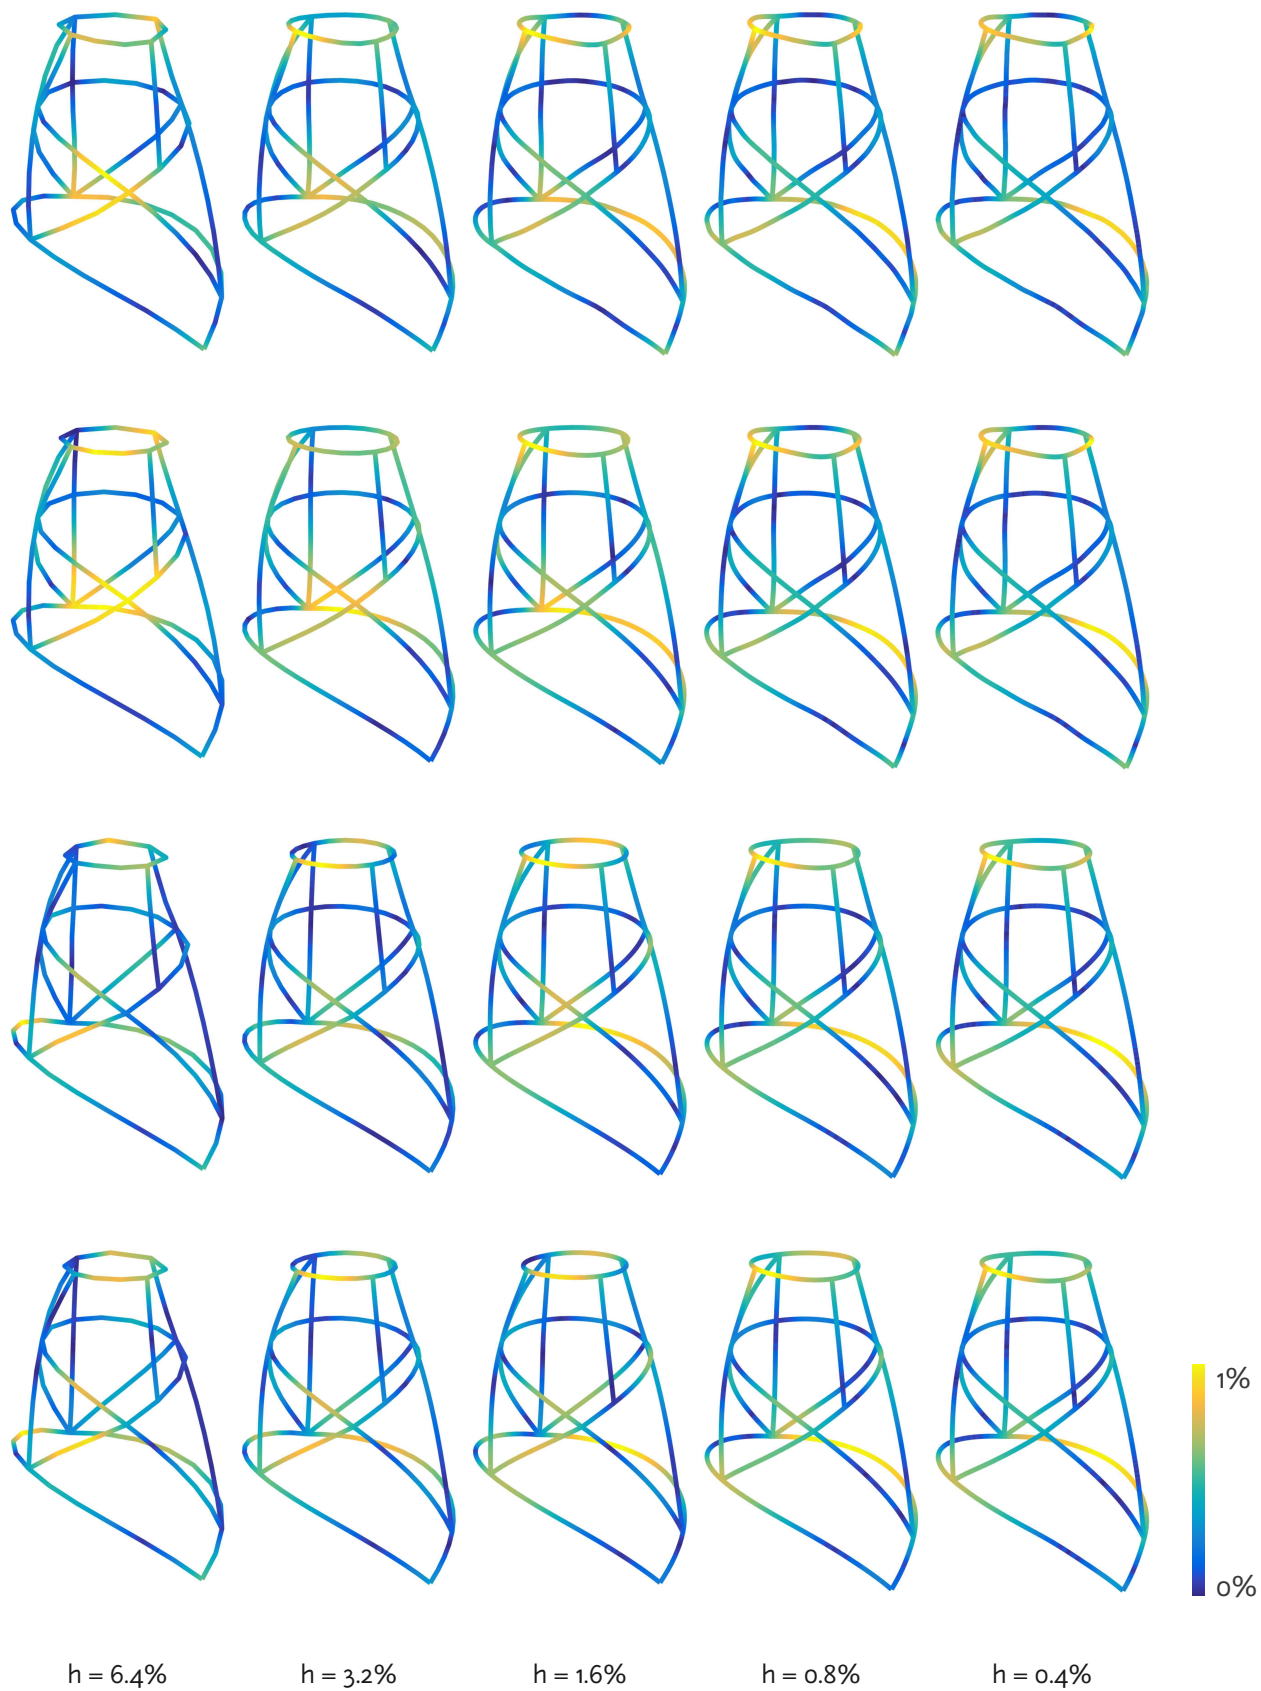 1%
0%
h = 6.4%
h = 3.2%
h = 1.6%
h = 0.8%
h = 0.4%